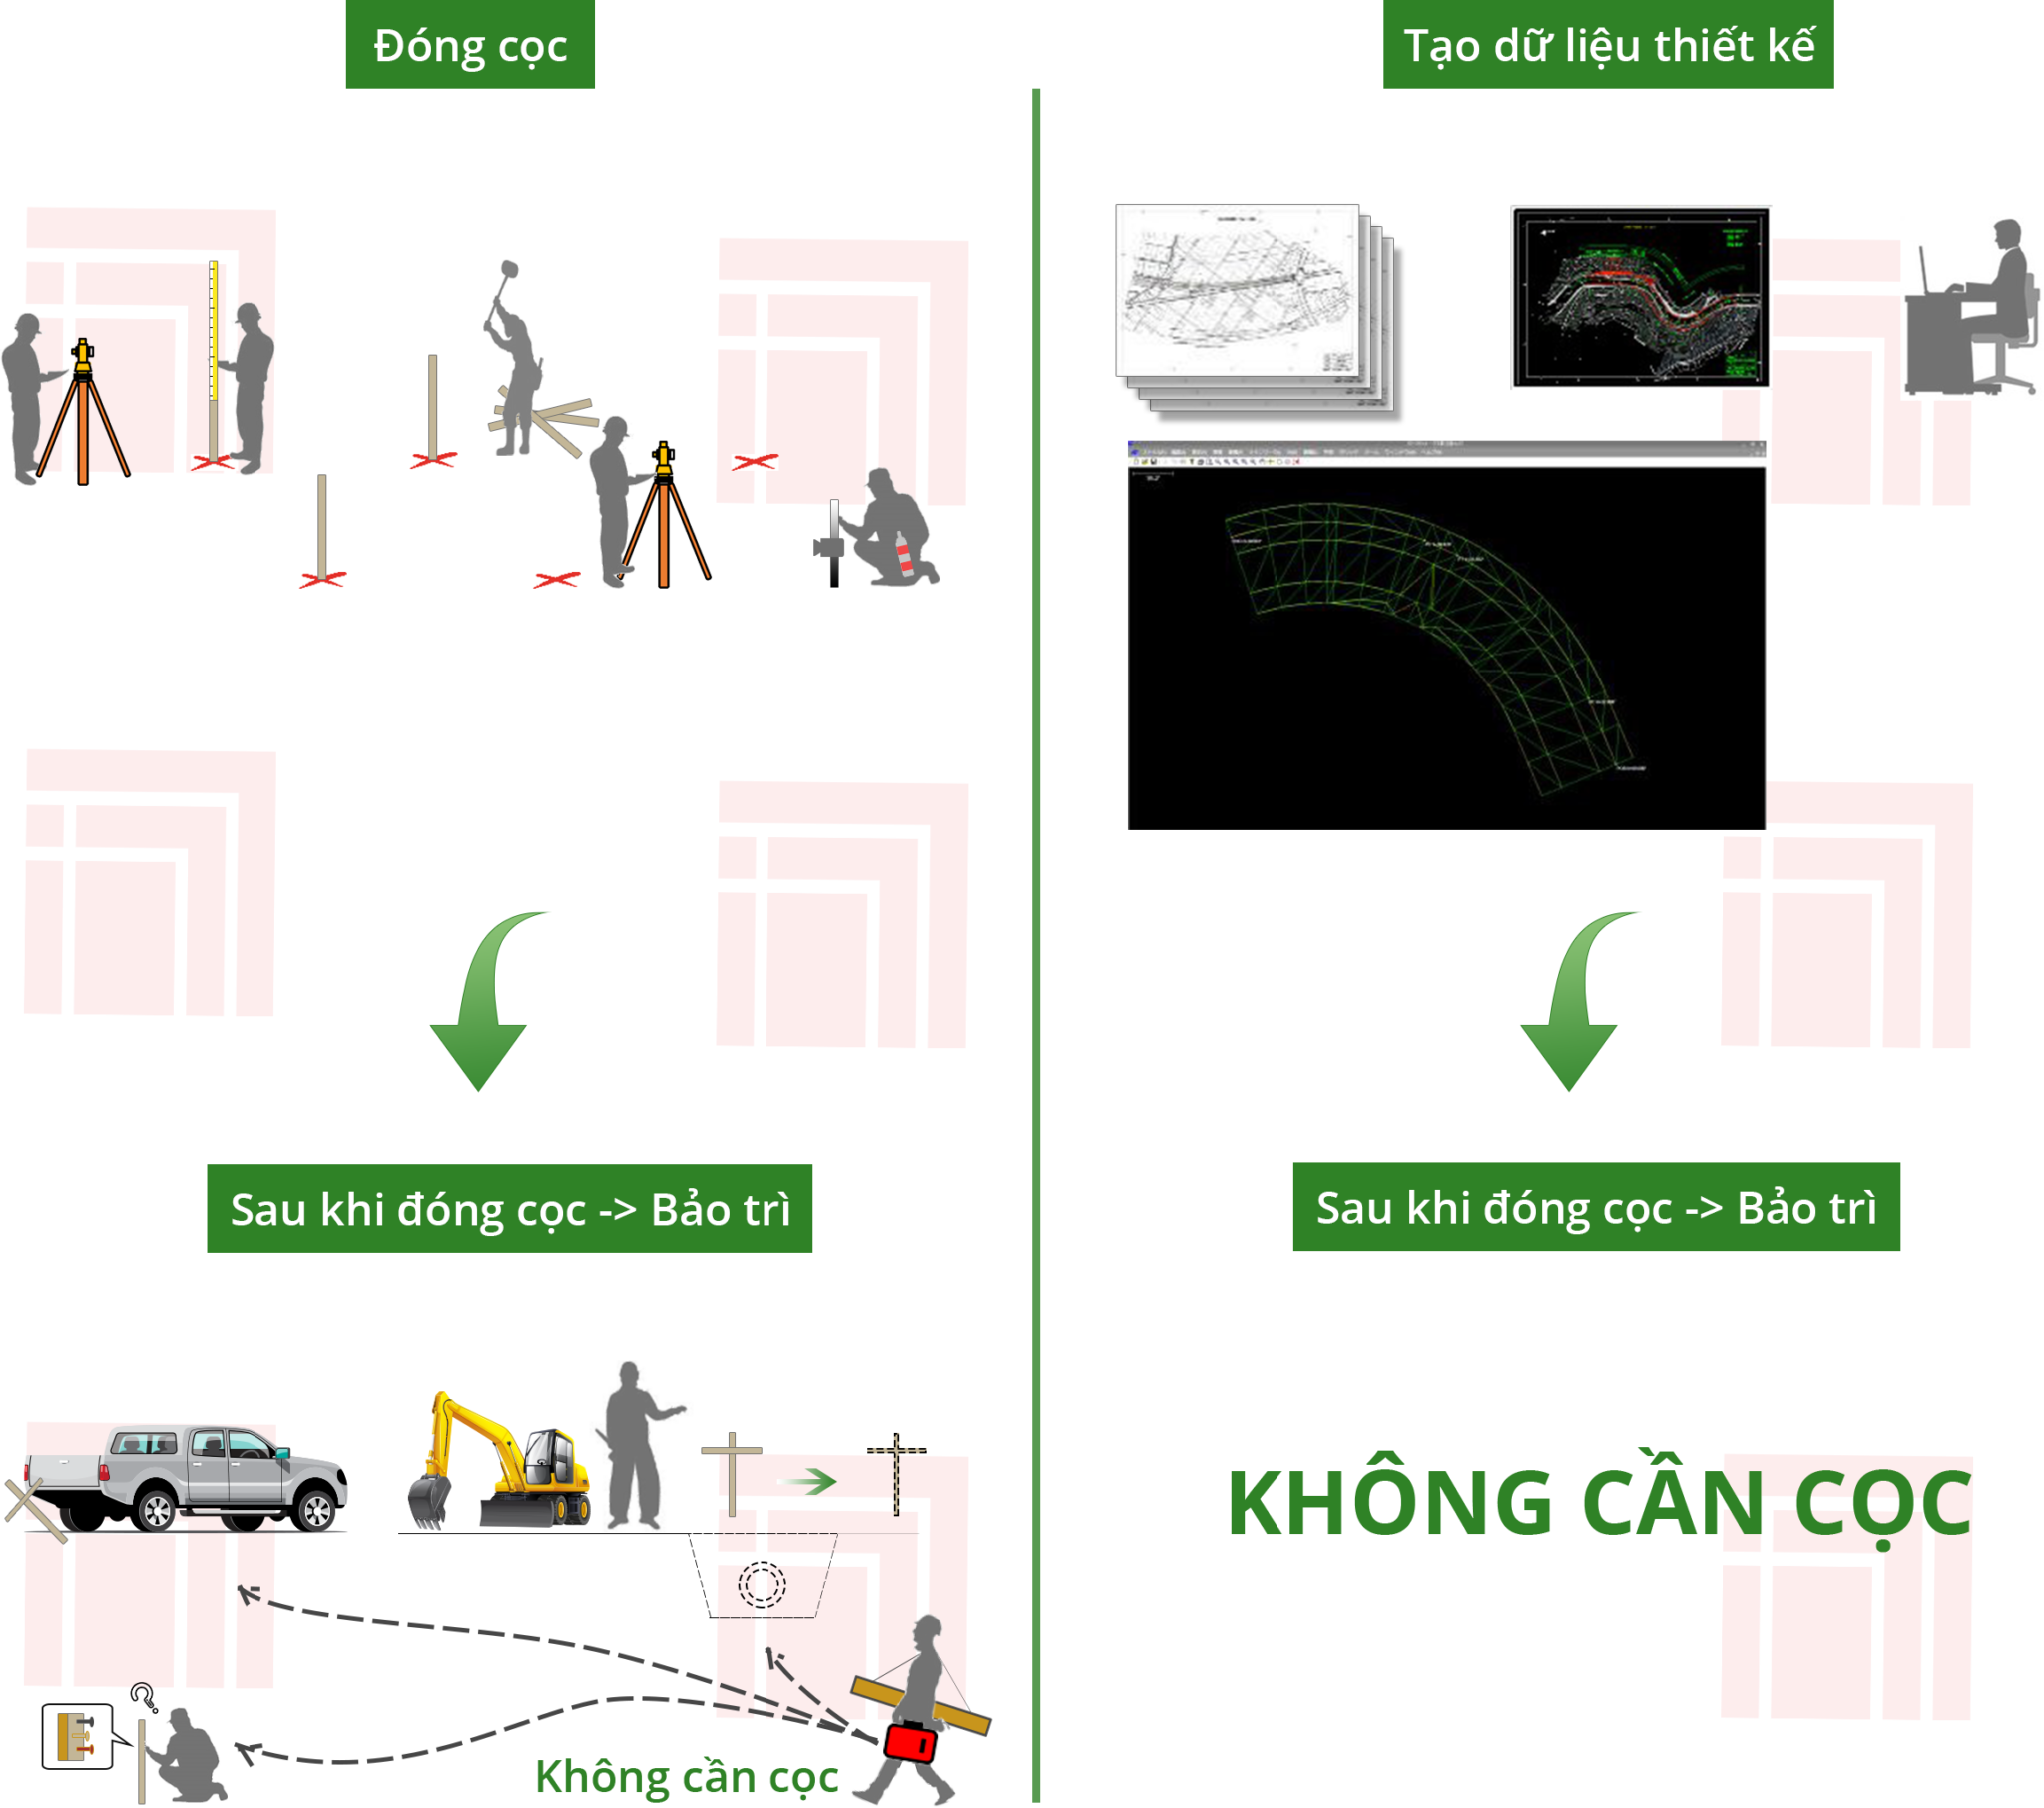 Đóng cọc
Tạo dữ liệu thiết kế
Sau khi đóng cọc -> Bảo trì
Sau khi đóng cọc -> Bảo trì
KHÔNG CẦN CỌC
Không cần cọc